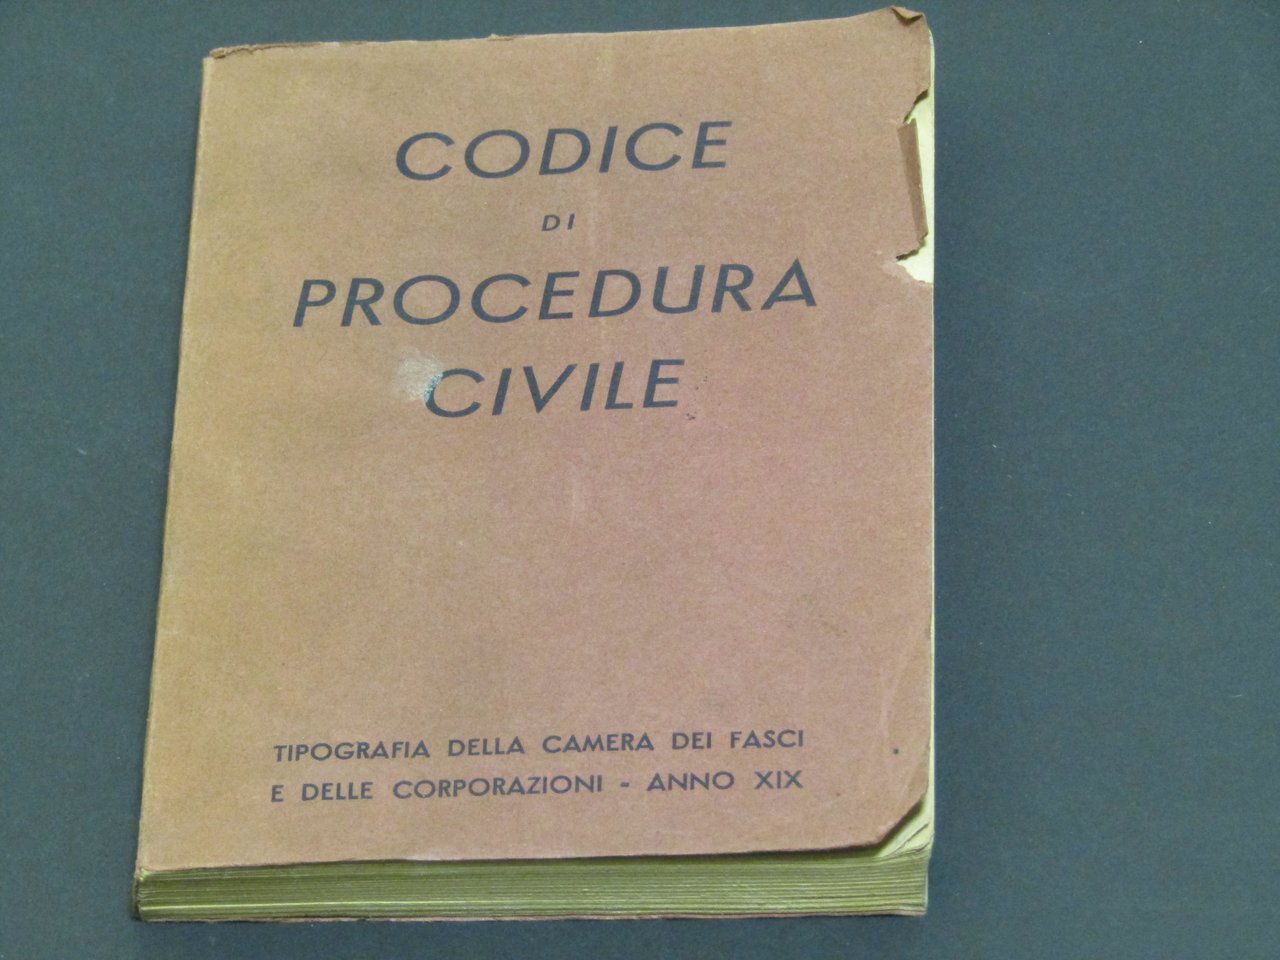 CODICE
DI
PROCEDURA
CIVILE
TIPOGRAFIA DELLA CAMERA DEI FASCI
E DELLE CORPORAZIONI - ANNO XIX